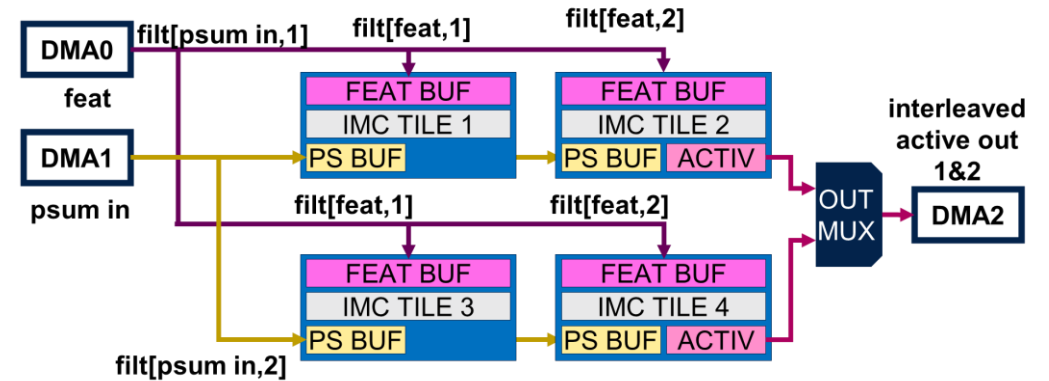 DMA0
feat
filt[psum in,1]
filt[feat,1]
filt[feat,2]
FEAT BUF
IMC TILE 1
PS BUF
FEAT BUF
IMC TILE 2
PS BUF
ACTIV
DMA1
psum in
interleaved
active out
1&2
OUT
MUX
DMA2
filt[feat,1]
filt[feat,2]
FEAT BUF
IMC TILE 3
PS BUF
FEAT BUF
IMC TILE 4
PS BUF
ACTIV
filt[psum in,2]